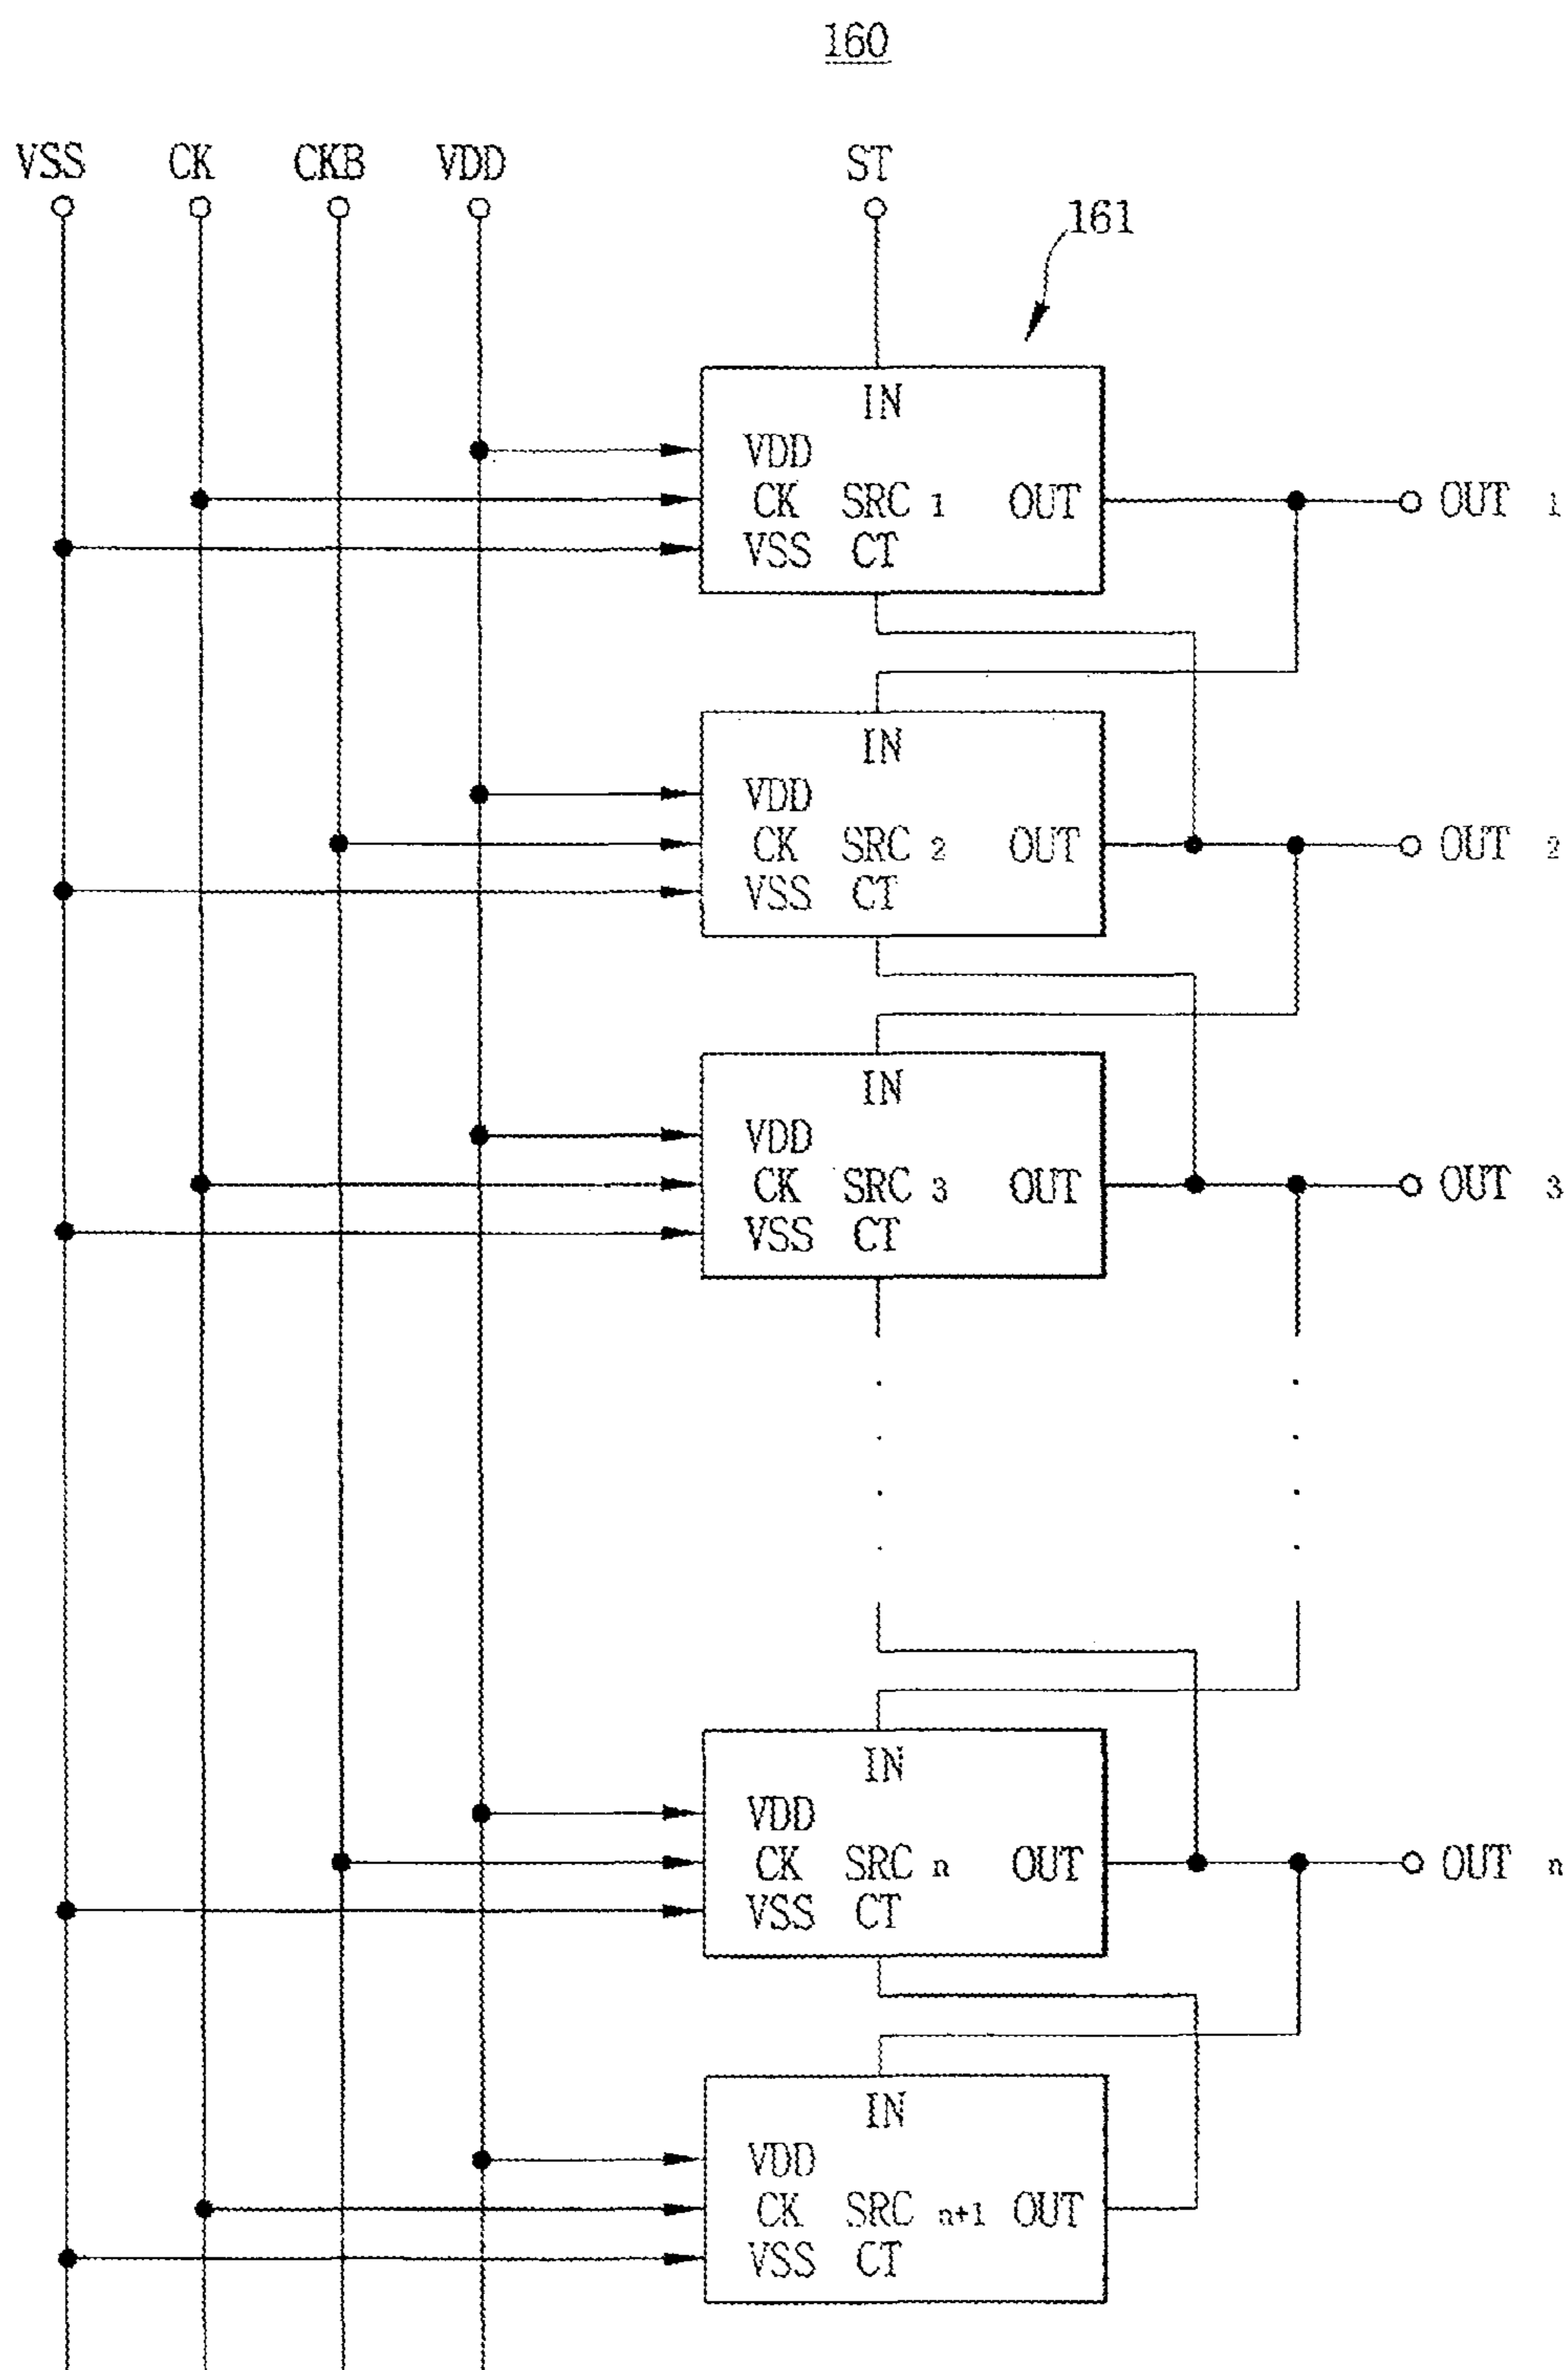 160
VSS CK CKB VDD ST
161
IN
VDD
CK SRC 1 OUT OUT 1
VSS CT
IN
VDD
CK SRC 2 OUT OUT 2
VSS CT
IN
VDD
CK SRC 3 OUT OUT 3
VSS CT
IN
VDD
CK SRC n OUT OUT n
VSS CT
IN
VDD
CK SRC n+1 OUT
VSS CT